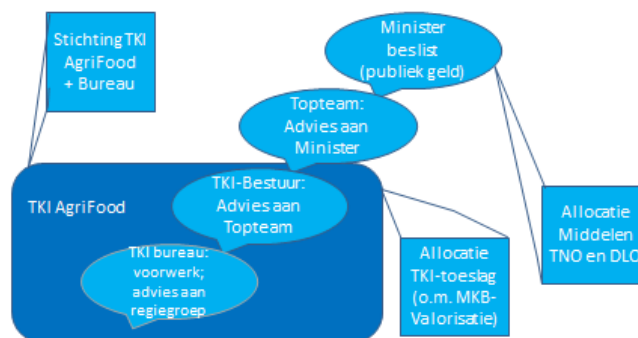 Stichting TKI
AgriFood
+ Bureau
Minister
beslist
(publiek geld)
Topteam:
Advies aan
Minister
TKI AgriFood
TKI-Bestuur:
Advies aan
Topteam
TKI bureau:
voorwerk;
advies aan
regiegroep
Allocatie
TKI-toeslag
(o.m. MKB-
Valorisatie)
Allocatie
Middelen
TNO en DLO